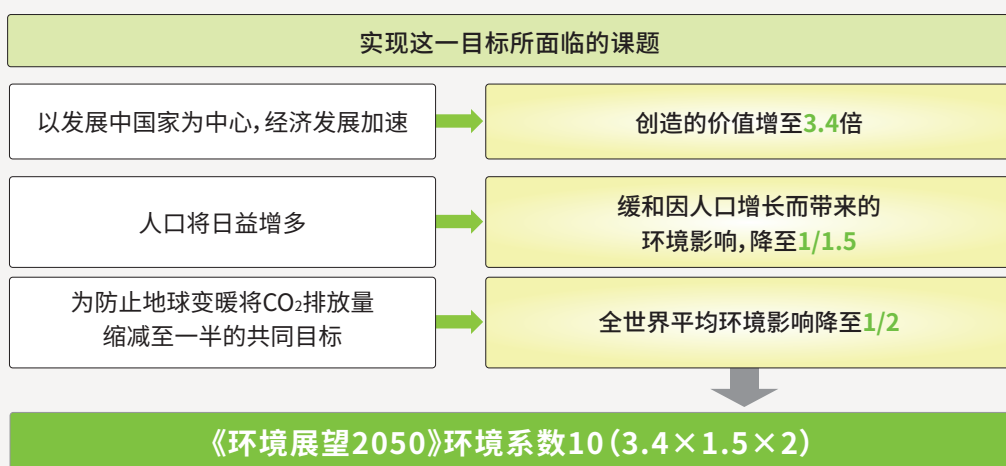 实现这一目标所面临的课题
以发展中国家为中心，经济发展加速
创造的价值增至3.4倍
人口将日益增多
缓和因人口增长而带来的
环境影响，降至1/1.5
为防止地球变暖将CO₂排放量
缩减至一半的共同目标
全世界平均环境影响降至1/2
《环境展望2050》环境系数10（3.4×1.5×2）